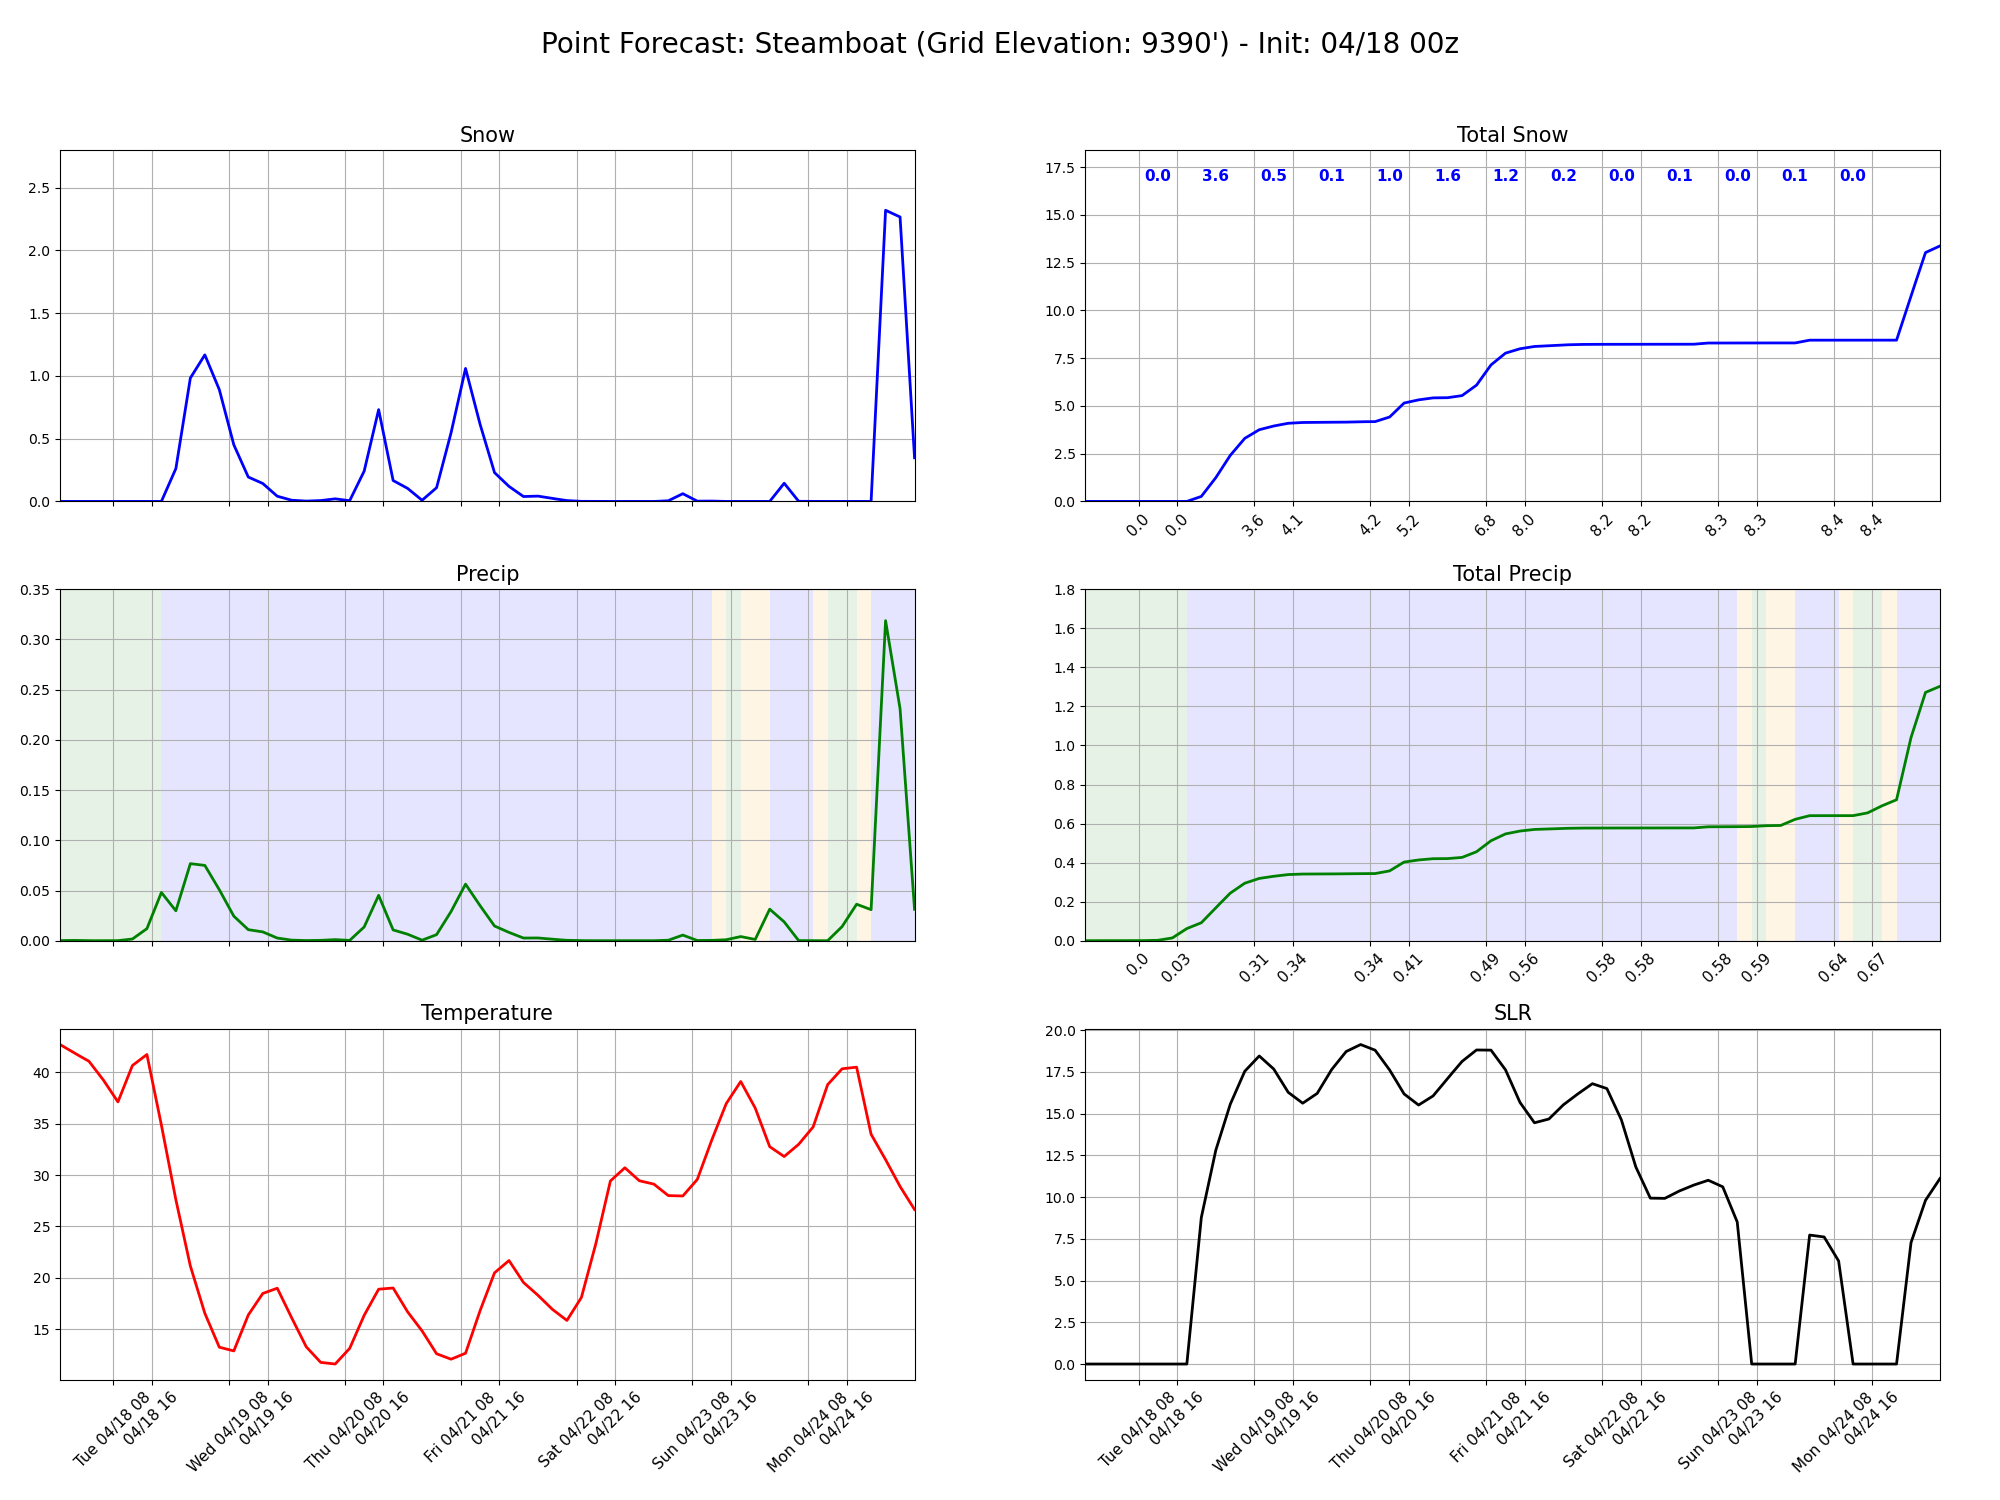 Point Forecast: Steamboat (Grid Elevation: 9390') - Init: 04/18 00z
Snow
2.5
2.0
1.5
1.0
0.5
0.0
Total Snow
17.5
15.0
12.5
10.0
7.5
5.0
2.5
0.0
0.0 3.6 0.5 0.1 1.0 1.6 1.2 0.2 0.0 0.1 0.0 0.1 0.0
0.0 0.0 3.6 4.1 4.2 5.2 6.8 8.0 8.2 8.2 8.3 8.3 8.4 8.4
Precip
0.35
0.30
0.25
0.20
0.15
0.10
0.05
0.00
Total Precip
1.8
1.6
1.4
1.2
1.0
0.8
0.6
0.4
0.2
0.0
0.0 0.03 0.31 0.34 0.34 0.41 0.49 0.56 0.58 0.58 0.58 0.59 0.64 0.67
Temperature
40
35
30
25
20
15
Tue 04/18 08
04/18 16
Wed 04/19 08
04/19 16
Thu 04/20 08
04/20 16
Fri 04/21 08
04/21 16
Sat 04/22 08
04/22 16
Sun 04/23 08
04/23 16
Mon 04/24 08
04/24 16
SLR
20.0
17.5
15.0
12.5
10.0
7.5
5.0
2.5
0.0
Tue 04/18 08
04/18 16
Wed 04/19 08
04/19 16
Thu 04/20 08
04/20 16
Fri 04/21 08
04/21 16
Sat 04/22 08
04/22 16
Sun 04/23 08
04/23 16
Mon 04/24 08
04/24 16